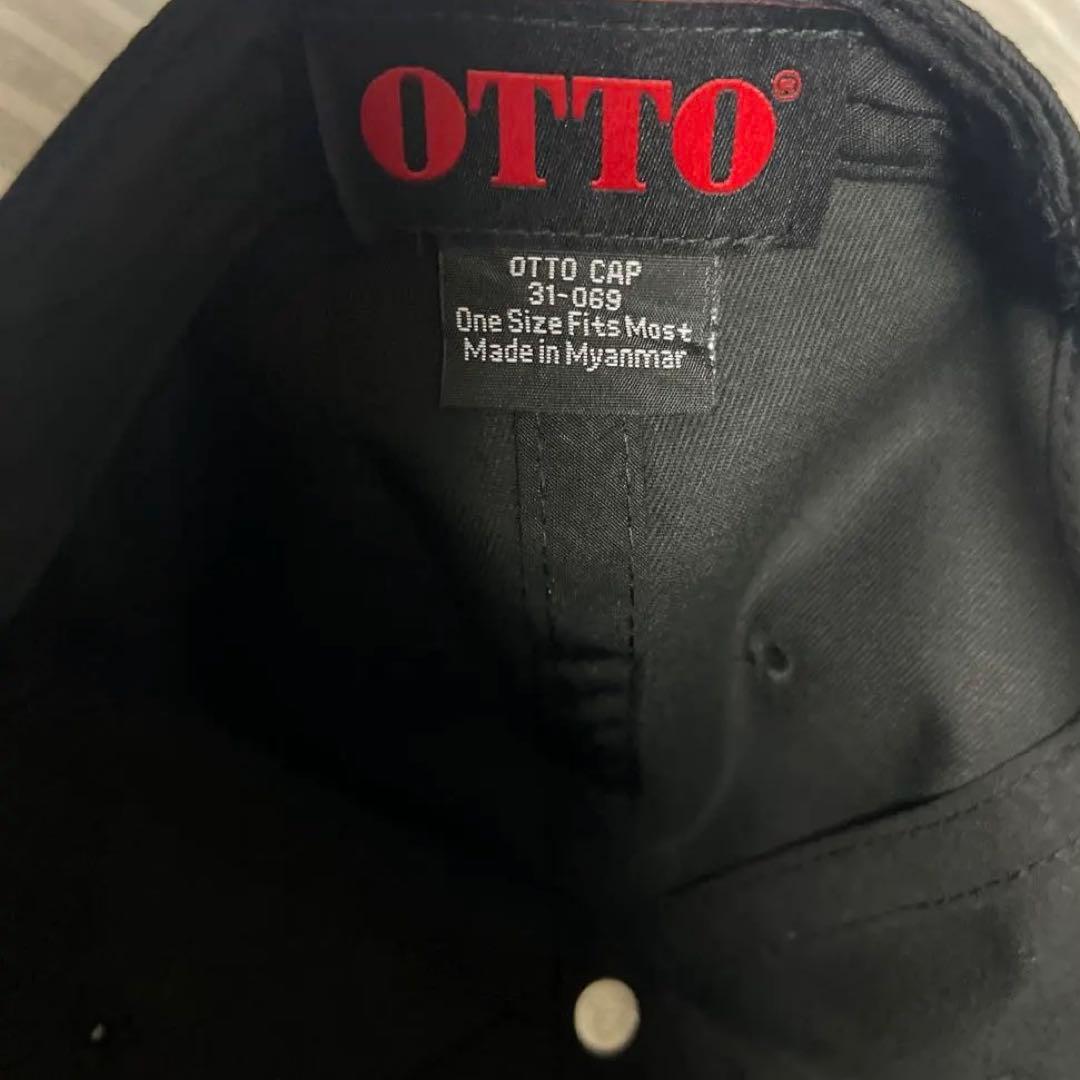 OTTO®
OTTO CAP
31-069
One Size Fits Most
Made in Myanmar